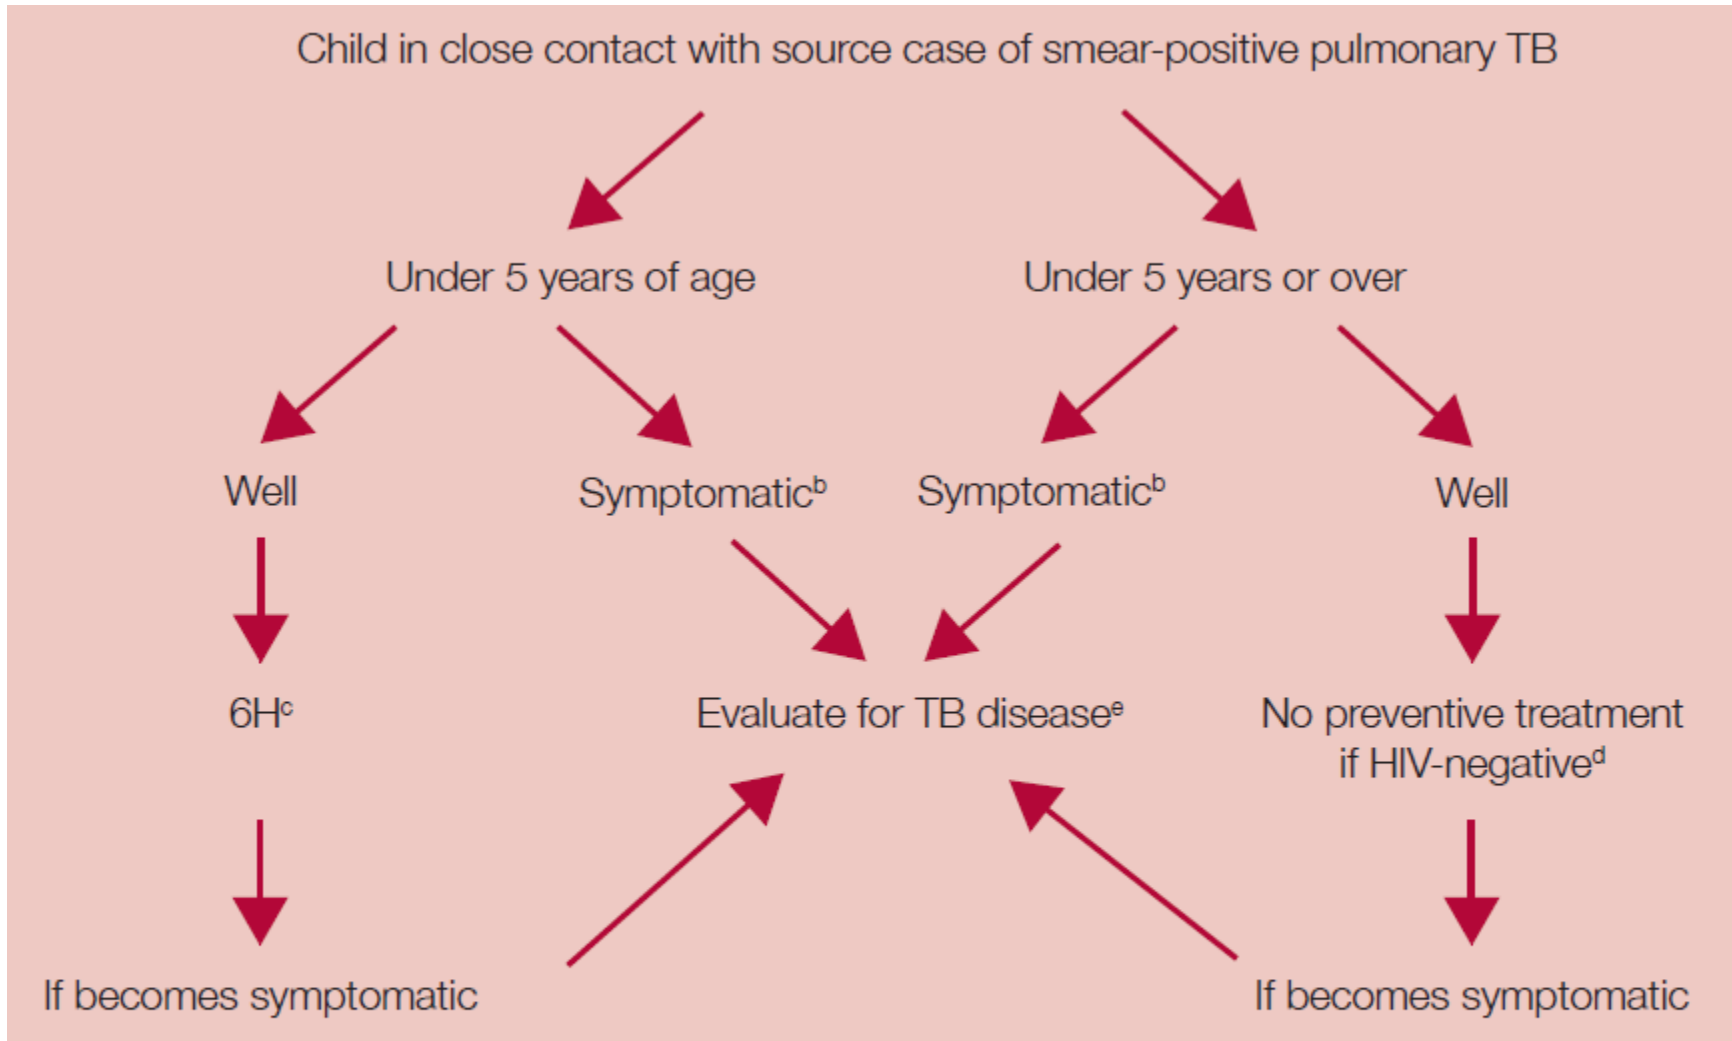 Child in close contact with source case of smear-positive pulmonary TB
Under 5 years of age
Under 5 years or over
Well
Symptomaticᵇ
Symptomaticᵇ
Well
6Hᶜ
Evaluate for TB diseaseᵉ
No preventive treatment
if HIV-negativeᵈ
If becomes symptomatic
If becomes symptomatic